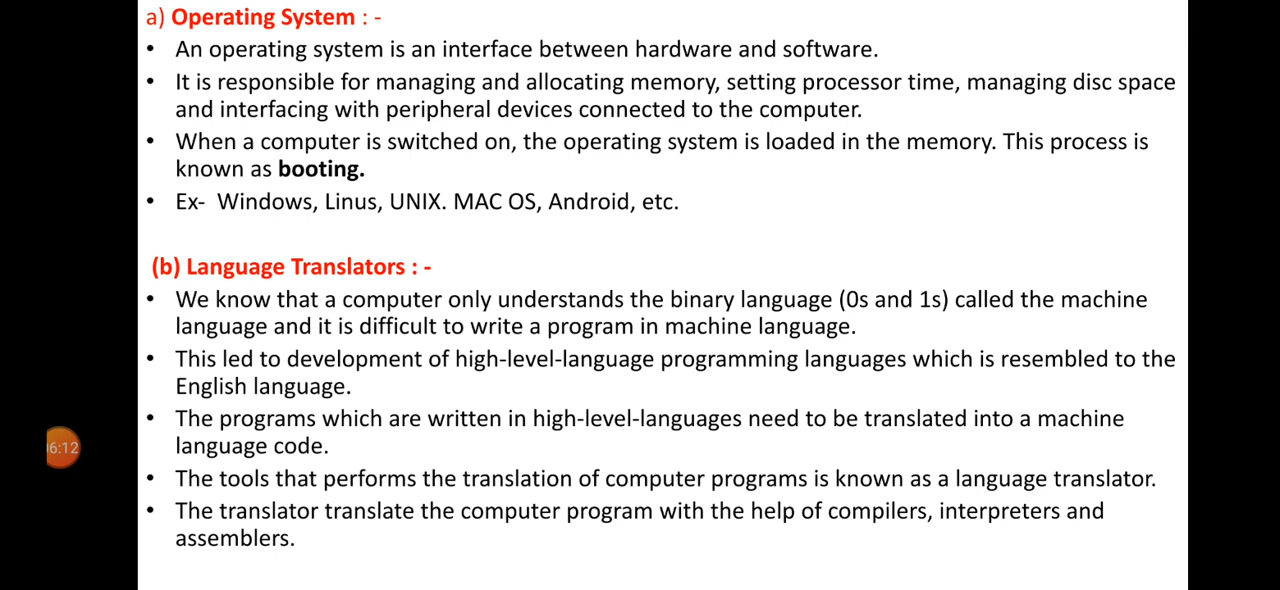 a) Operating System : -
• An operating system is an interface between hardware and software.
• It is responsible for managing and allocating memory, setting processor time, managing disc space
and interfacing with peripheral devices connected to the computer.
• When a computer is switched on, the operating system is loaded in the memory. This process is
known as booting.
• Ex- Windows, Linus, UNIX. MAC OS, Android, etc.
(b) Language Translators : -
• We know that a computer only understands the binary language (0s and 1s) called the machine
language and it is difficult to write a program in machine language.
• This led to development of high-level-language programming languages which is resembled to the
English language.
• The programs which are written in high-level-languages need to be translated into a machine
language code.
• The tools that performs the translation of computer programs is known as a language translator.
• The translator translate the computer program with the help of compilers, interpreters and
assemblers.